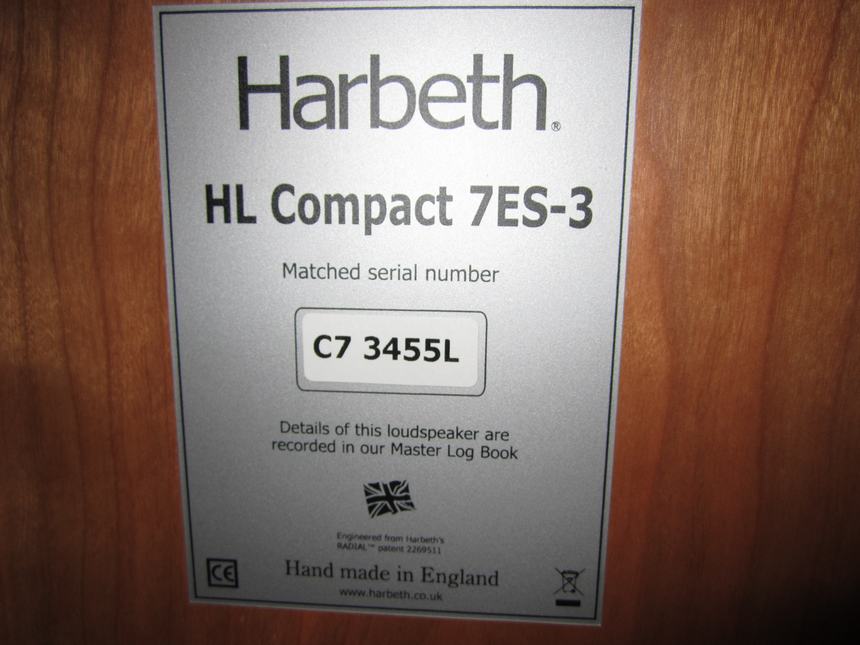 Harbeth®
HL Compact 7ES-3
Matched serial number
C7 3455L
Details of this loudspeaker are
recorded in our Master Log Book
Engineered from Harbeth's
RADIAL™ patent 2269511
CE
Hand made in England
www.harbeth.co.uk